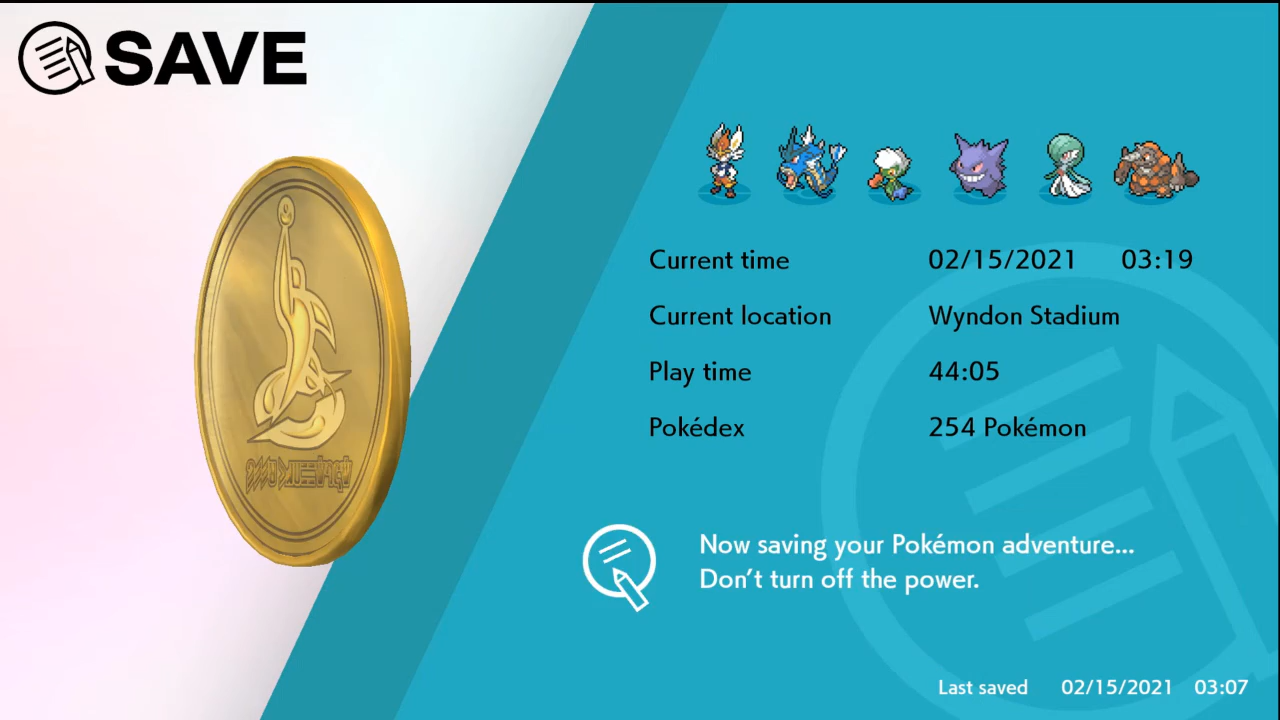 SAVE
Current time 02/15/2021 03:19
Current location Wyndon Stadium
Play time 44:05
Pokédex 254 Pokémon
Now saving your Pokémon adventure...
Don't turn off the power.
Last saved 02/15/2021 03:07